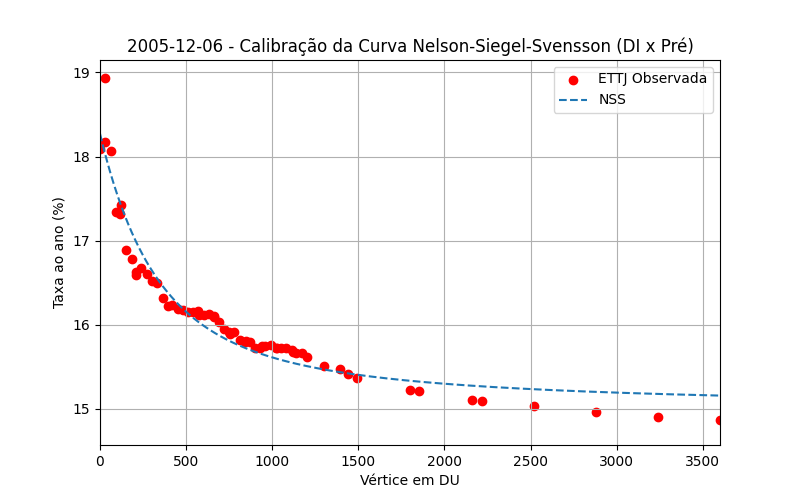 2005-12-06 - Calibração da Curva Nelson-Siegel-Svensson (DI x Pré)
ETTJ Observada
NSS
Taxa ao ano (%)
19
18
17
16
15
0 500 1000 1500 2000 2500 3000 3500
Vértice em DU